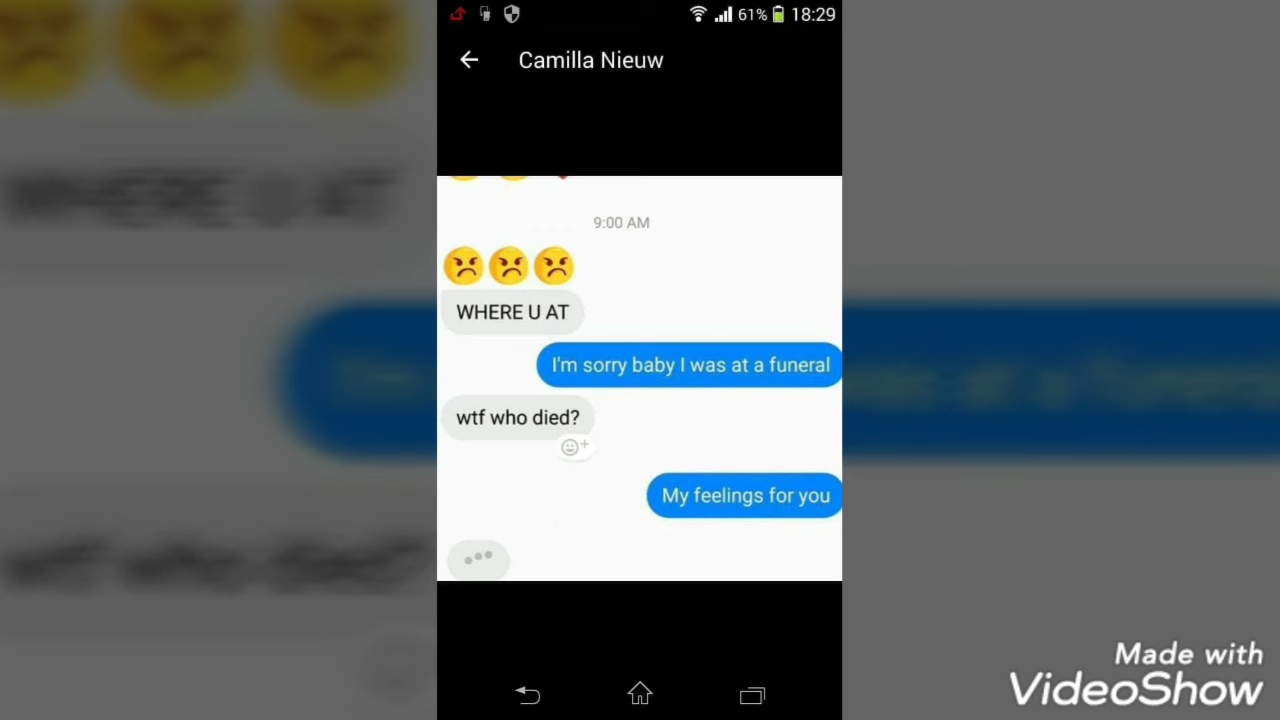 61% 18:29
Camilla Nieuw
9:00 AM
WHERE U AT
I'm sorry baby I was at a funeral
wtf who died?
My feelings for you
Made with
VideoShow